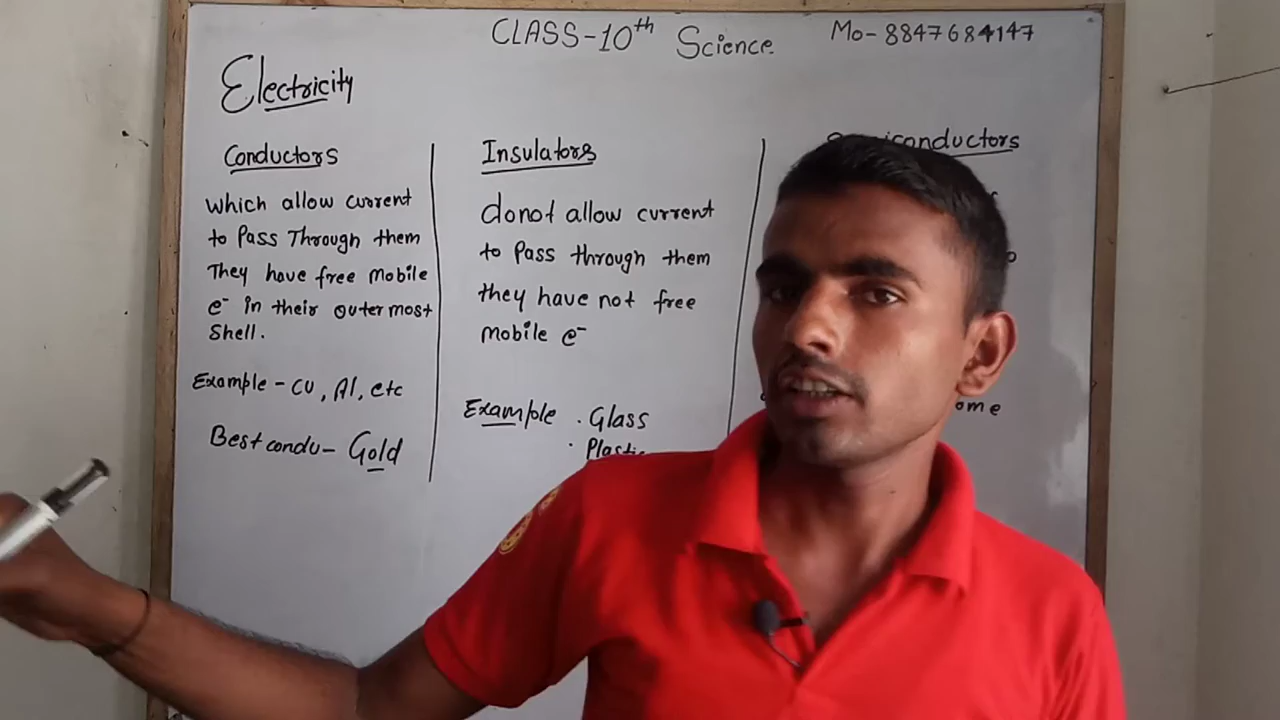 CLASS-10th Science
Mo- 8847684147
Electricity
Conductors
which allow current
to Pass Through them
They have free mobile
e- in their outermost
Shell.
Example - Cu, Al, etc
Best condu- Gold
Insulators
donot allow current
to Pass through them
they have not free
mobile e-
Example . Glass
. Plastic
Semiconductors
ome